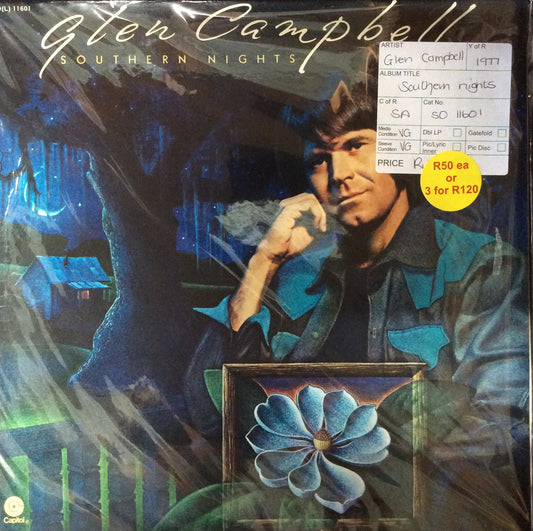 (L) 11601
Glen Campbell
SOUTHERN NIGHTS
ARTIST Y of R
Glen Campbell 1977
ALBUM TITLE
Southern nights
C of R Cat No.
SA SO 11601
Media Condition VG Dbl LP Gatefold
Sleeve Condition VG Pic/Lyric Inner Pic Disc
PRICE R
R50 ea
or
3 for R120
Capitol